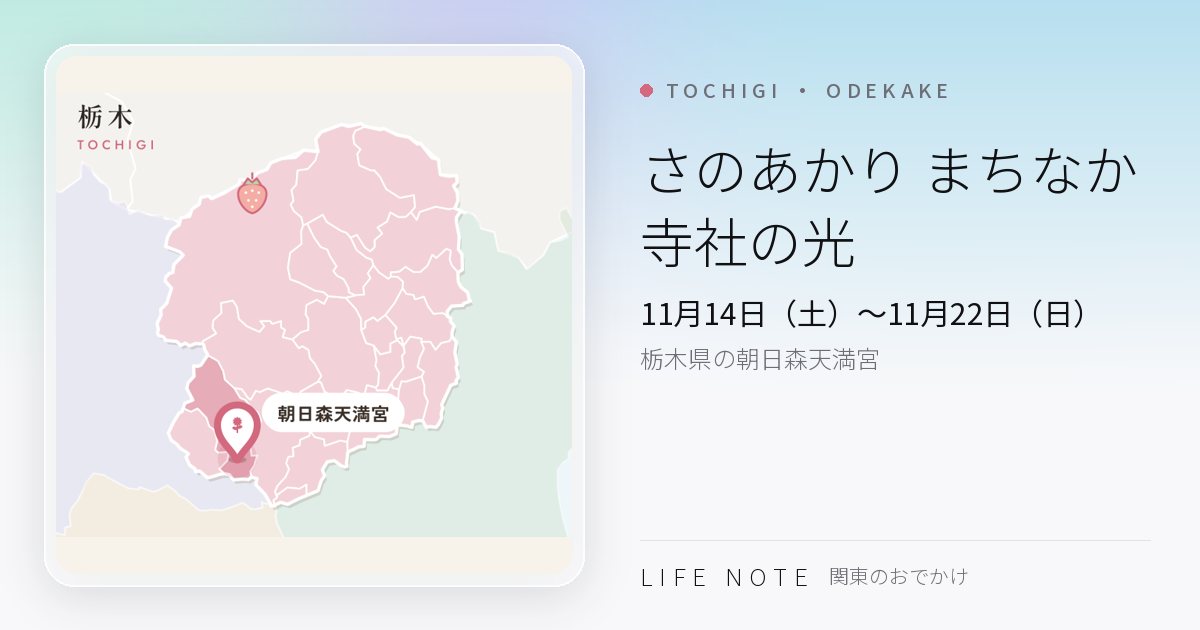 栃木
TOCHIGI
朝日森天満宮
TOCHIGI ・ ODEKAKE
さのあかり まちなか
寺社の光
11月14日（土）〜11月22日（日）
栃木県の朝日森天満宮
LIFE NOTE 関東のおでかけ